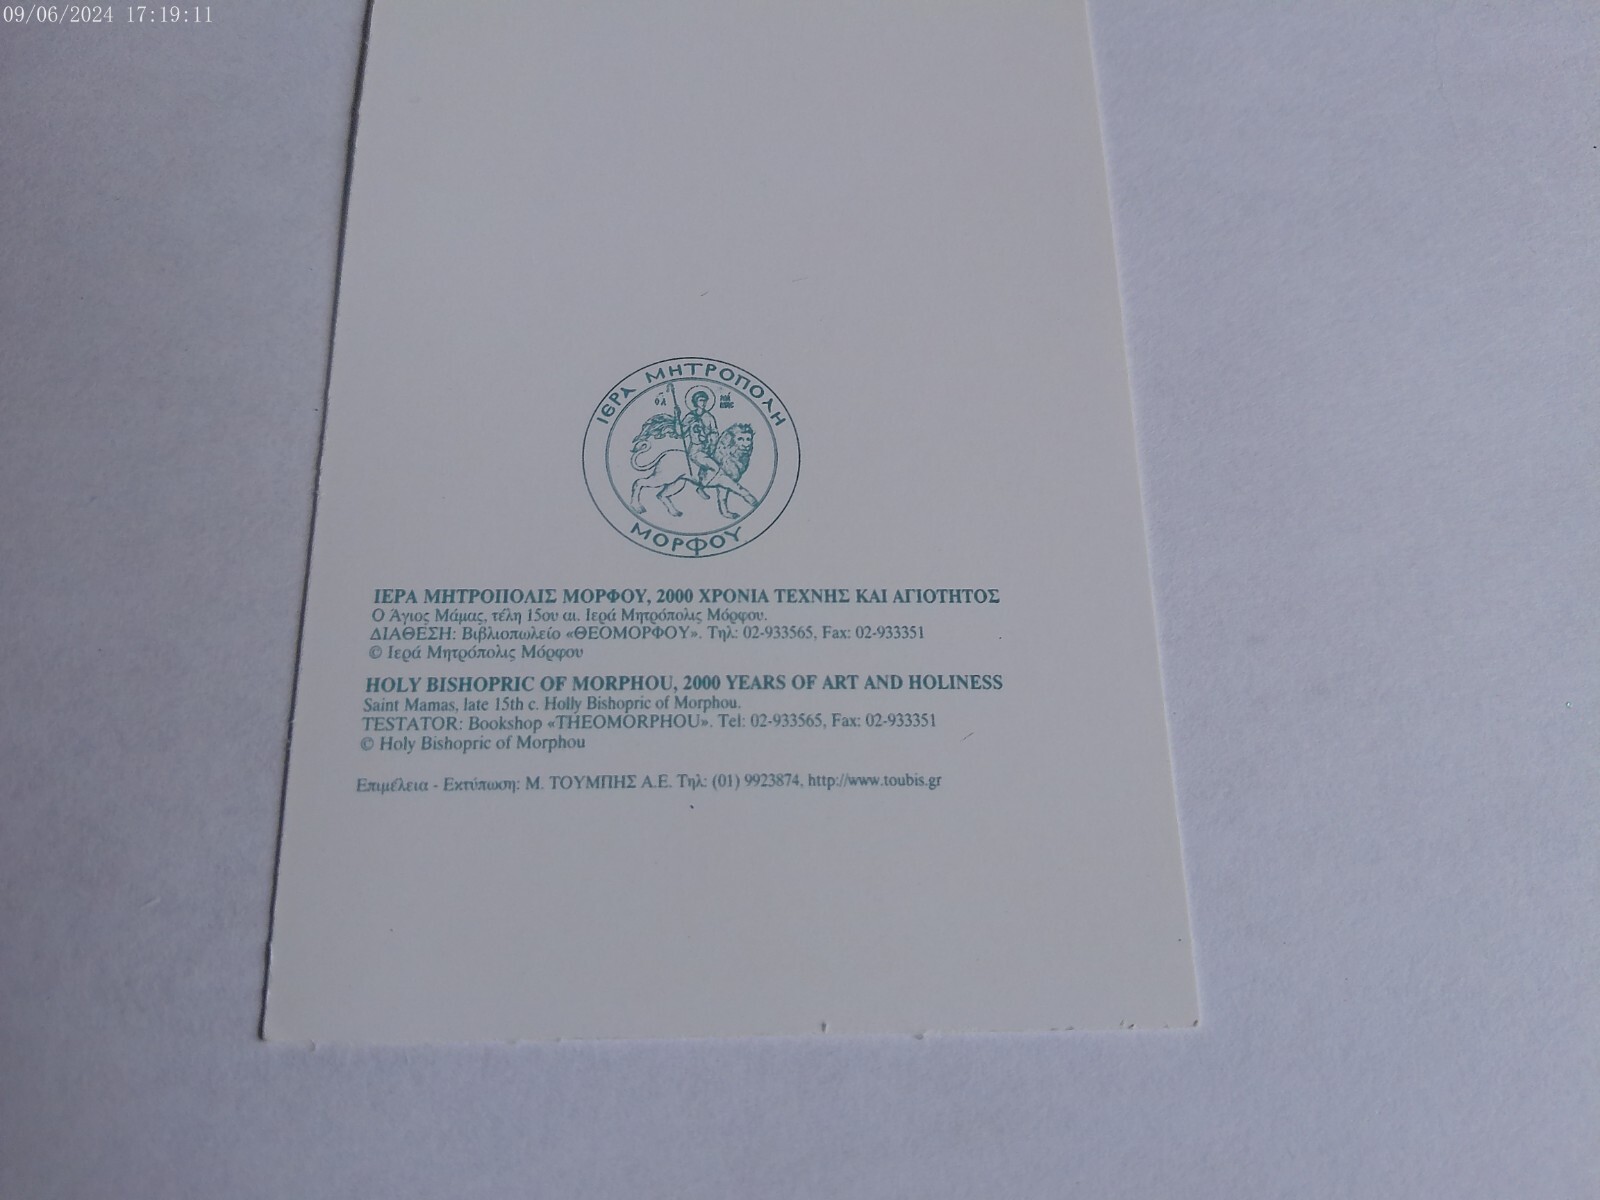 09/06/2024 17:19:11
ΙΕΡΑ ΜΗΤΡΟΠΟΛΗ
ΜΟΡΦΟΥ
ΙΕΡΑ ΜΗΤΡΟΠΟΛΙΣ ΜΟΡΦΟΥ, 2000 ΧΡΟΝΙΑ ΤΕΧΝΗΣ ΚΑΙ ΑΓΙΟΤΗΤΟΣ
Ο Άγιος Μάμας, τέλη 15ου αι. Ιερά Μητρόπολις Μόρφου.
ΔΙΑΘΕΣΗ: Βιβλιοπωλείο «ΘΕΟΜΟΡΦΟΥ». Τηλ: 02-933565, Fax: 02-933351
© Ιερά Μητρόπολις Μόρφου
HOLY BISHOPRIC OF MORPHOU, 2000 YEARS OF ART AND HOLINESS
Saint Mamas, late 15th c. Holly Bishopric of Morphou.
TESTATOR: Bookshop «THEOMORPHOU». Tel: 02-933565, Fax: 02-933351
© Holy Bishopric of Morphou
Επιμέλεια - Εκτύπωση: Μ. ΤΟΥΜΠΗΣ Α.Ε. Τηλ: (01) 9923874, http://www.toubis.gr